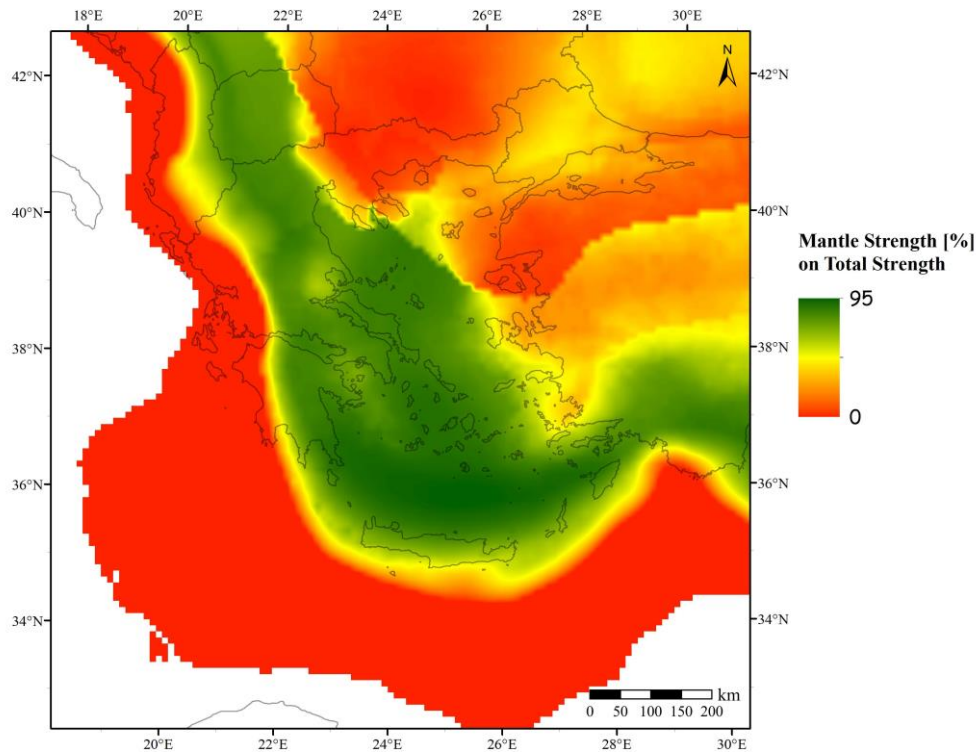 18°E 20°E 22°E 24°E 26°E 28°E 30°E
N
42°N 42°N
40°N 40°N
38°N 38°N
36°N 36°N
34°N 34°N
Mantle Strength [%]
on Total Strength
95
0
km
0 50 100 150 200
20°E 22°E 24°E 26°E 28°E 30°E